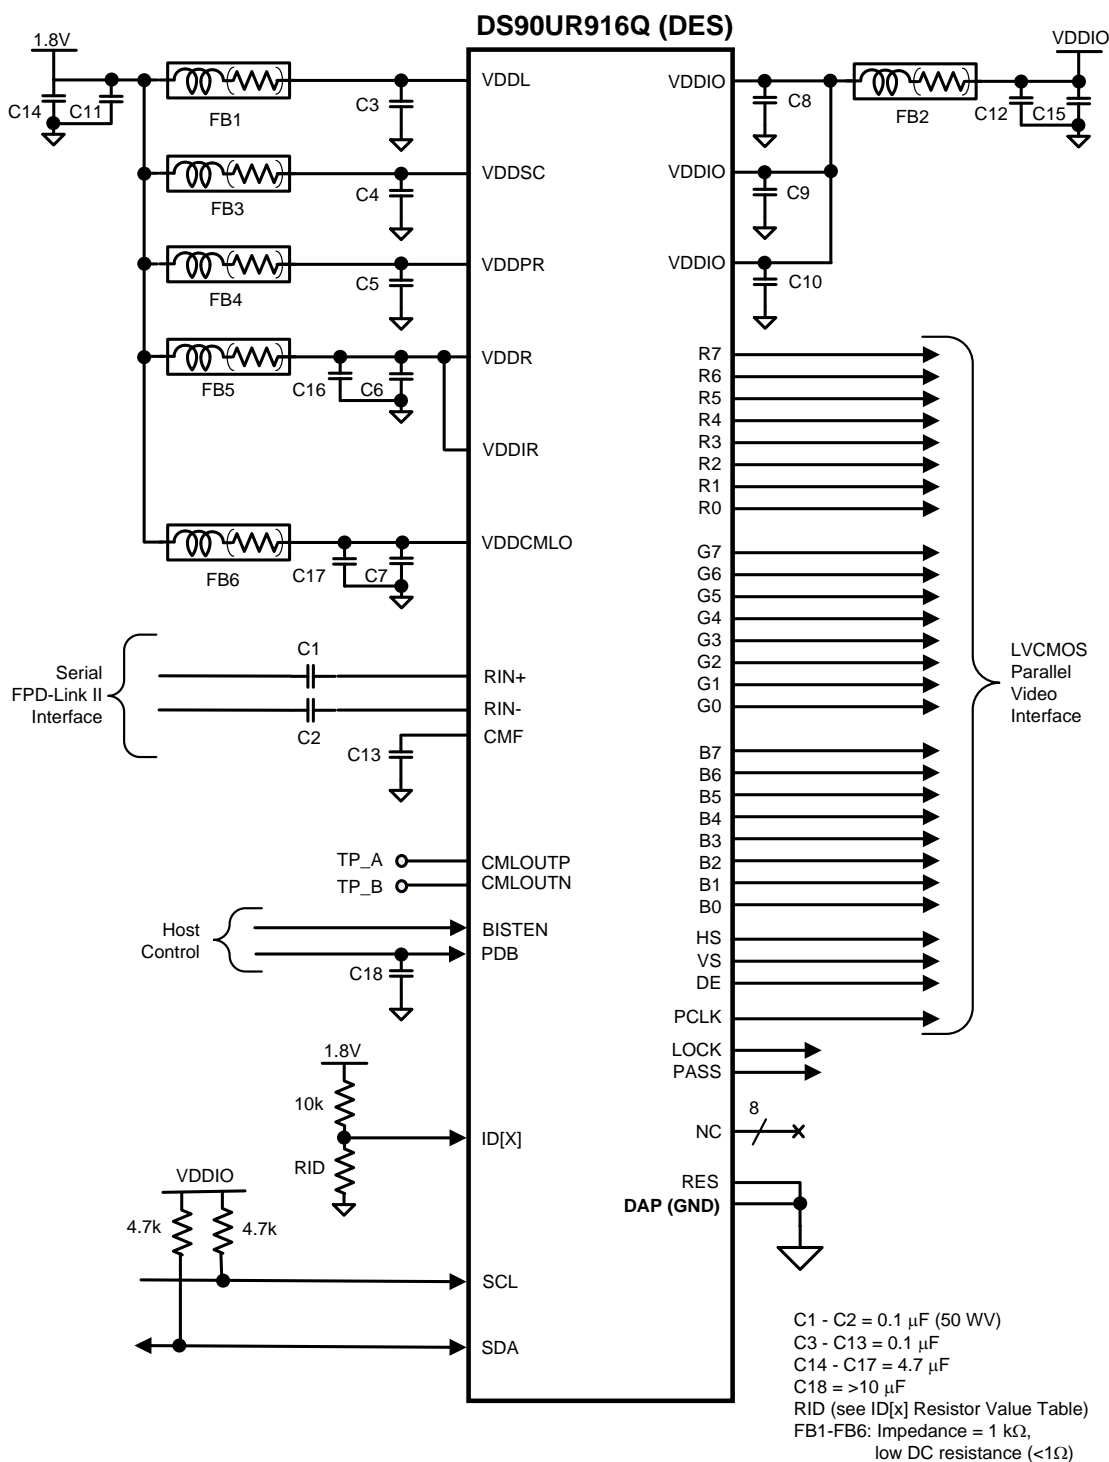 DS90UR916Q (DES)
1.8V
VDDIO
C14
C11
FB1
C3
VDDL
VDDIO
C8
FB2
C12
C15
FB3
C4
VDDSC
VDDIO
C9
FB4
C5
VDDPR
VDDIO
C10
FB5
C16
C6
VDDR
VDDIR
FB6
C17
C7
VDDCMLO
R7
R6
R5
R4
R3
R2
R1
R0
G7
G6
G5
G4
G3
G2
G1
G0
B7
B6
B5
B4
B3
B2
B1
B0
HS
VS
DE
PCLK
LVCMOS
Parallel
Video
Interface
Serial
FPD-Link II
Interface
C1
C2
RIN+
RIN-
C13
CMF
TP_A
TP_B
CMLOUTP
CMLOUTN
Host
Control
BISTEN
PDB
C18
LOCK
PASS
1.8V
10k
RID
ID[X]
NC
8
RES
DAP (GND)
VDDIO
4.7k
4.7k
SCL
SDA
C1 - C2 = 0.1 μF (50 WV)
C3 - C13 = 0.1 μF
C14 - C17 = 4.7 μF
C18 = >10 μF
RID (see ID[x] Resistor Value Table)
FB1-FB6: Impedance = 1 kΩ,
low DC resistance (<1Ω)